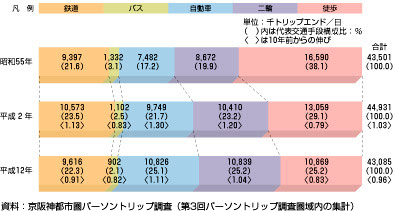 凡例 鉄道 バス 自動車 二輪 徒歩
単位：千トリップエンド／日
( )内は代表交通手段構成比：％
〈 〉は10年前からの伸び
合計
昭和55年 9,397 1,332 7,482 8,672 16,590 43,501
(21.6) (3.1) (17.2) (19.9) (38.1) (100.0)
平成2年 10,573 1,102 9,749 10,410 13,059 44,931
(23.5) (2.5) (21.7) (23.2) (29.1) (100.0)
〈1.13〉 〈0.83〉 〈1.30〉 〈1.20〉 〈0.79〉 〈1.03〉
平成12年 9,616 902 10,826 10,839 10,869 43,085
(22.3) (2.1) (25.1) (25.2) (25.2) (100.0)
〈0.91〉 〈0.82〉 〈1.11〉 〈1.04〉 〈0.83〉 〈0.96〉
資料：京阪神都市圏パーソントリップ調査（第3回パーソントリップ調査圏域内の集計）